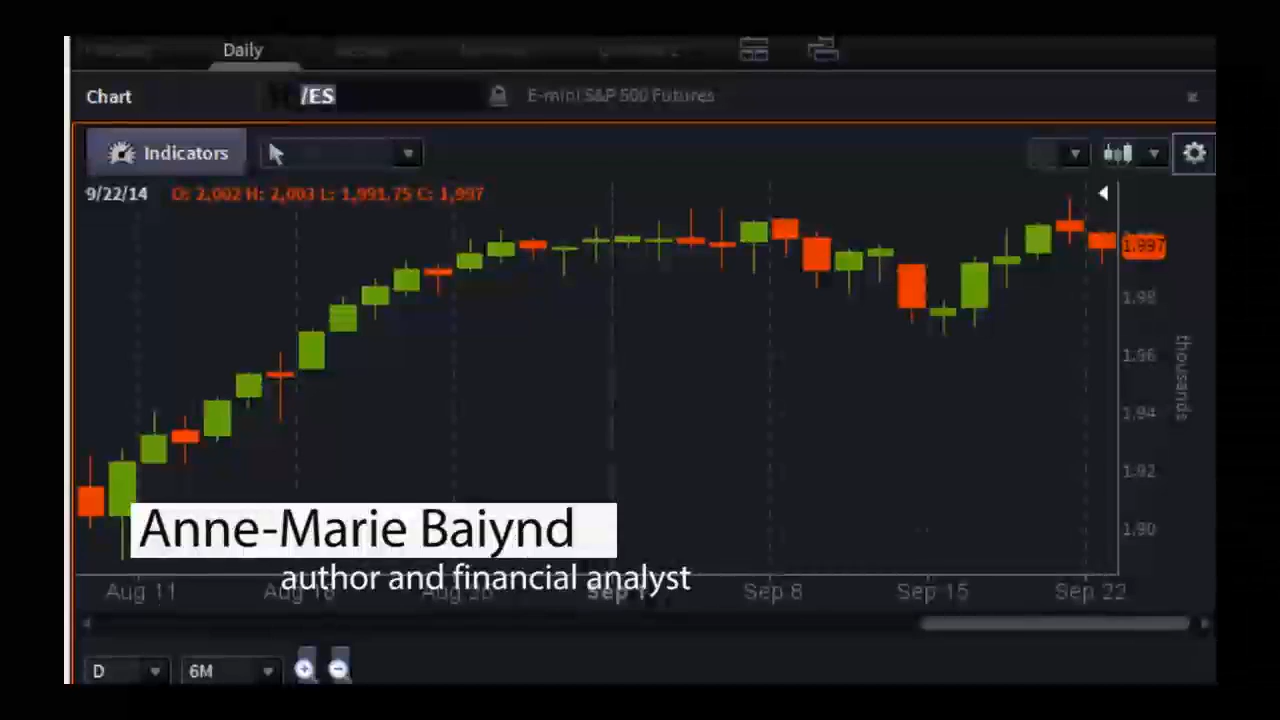 Daily
Chart /ES E-mini S&P 500 Futures
Indicators
9/22/14 O: 2,002 H: 2,003 L: 1,991.75 C: 1,997
1.997
1.98
1.96
thousands
1.94
1.92
1.90
Anne-Marie Baiynd
author and financial analyst
Aug 11 Aug 18 Sep 8 Sep 15 Sep 22
D 6M